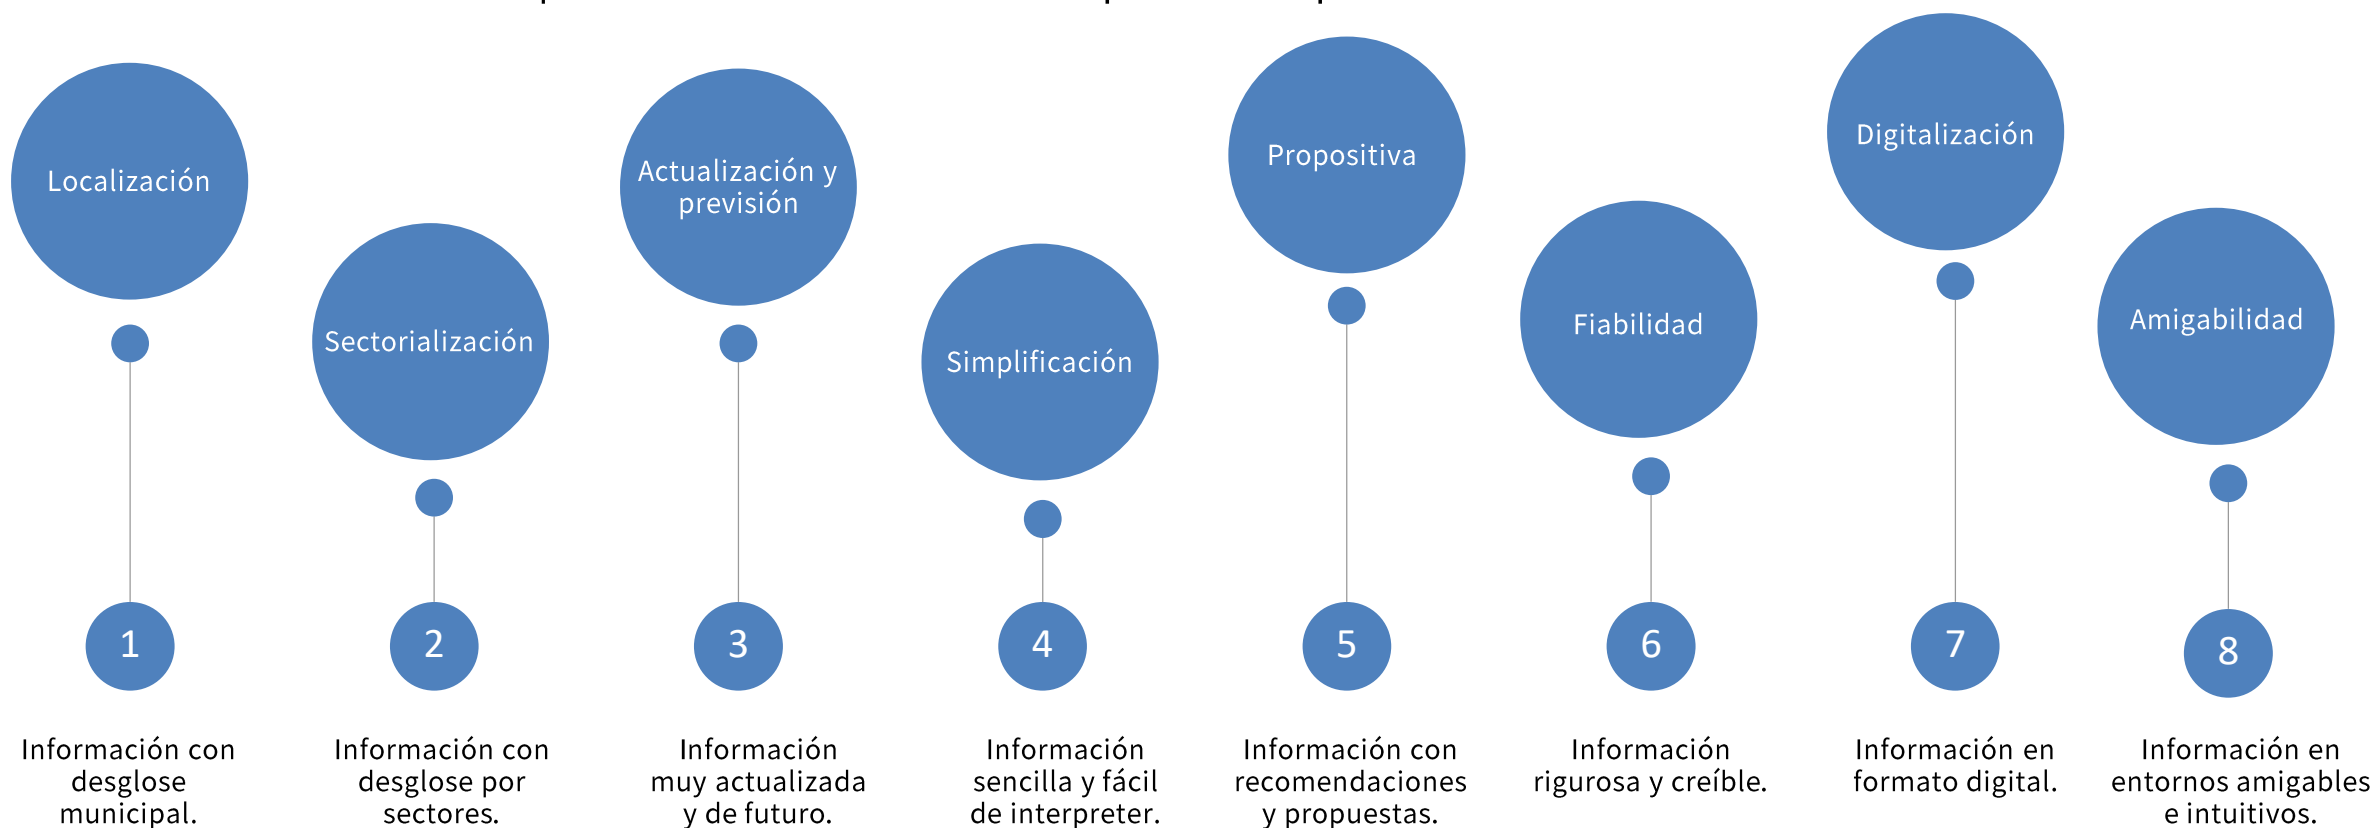 Localización
Sectorialización
Actualización y
previsión
Simplificación
Propositiva
Fiabilidad
Digitalización
Amigabilidad
1
2
3
4
5
6
7
8
Información con
desglose
municipal.
Información con
desglose por
sectores.
Información
muy actualizada
y de futuro.
Información
sencilla y fácil
de interpreter.
Información con
recomendaciones
y propuestas.
Información
rigurosa y creíble.
Información en
formato digital.
Información en
entornos amigables
e intuitivos.